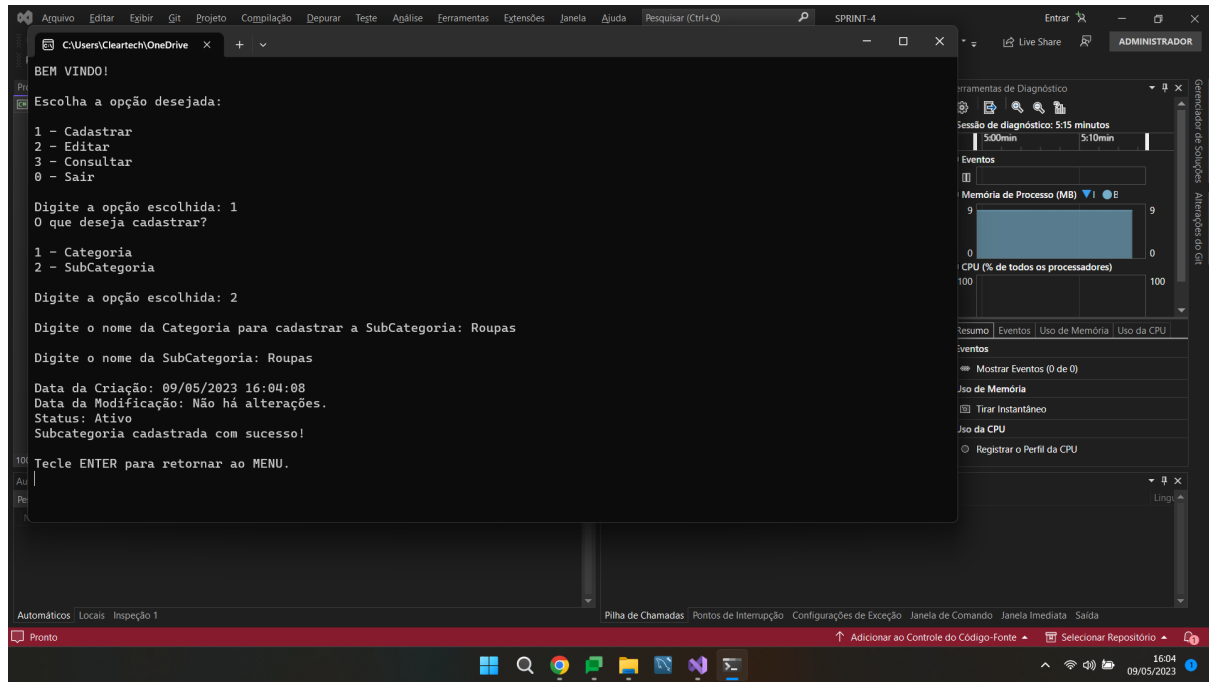 Arquivo Editar Exibir Git Projeto Compilação Depurar Teste Análise Ferramentas Extensões Janela Ajuda Pesquisar (Ctrl+Q) SPRINT-4 Entrar
C:\Users\Cleartech\OneDrive
Live Share ADMINISTRADOR
BEM VINDO!
Escolha a opção desejada:
1 - Cadastrar
2 - Editar
3 - Consultar
0 - Sair
Digite a opção escolhida: 1
O que deseja cadastrar?
1 - Categoria
2 - SubCategoria
Digite a opção escolhida: 2
Digite o nome da Categoria para cadastrar a SubCategoria: Roupas
Digite o nome da SubCategoria: Roupas
Data da Criação: 09/05/2023 16:04:08
Data da Modificação: Não há alterações.
Status: Ativo
Subcategoria cadastrada com sucesso!
Tecle ENTER para retornar ao MENU.
de Diagnóstico
Sessão de diagnóstico: 5:15 minutos
5:00min 5:10min
Eventos
Memória de Processo (MB) I B
9 9
0 0
CPU (% de todos os processadores)
100 100
Resumo Eventos Uso de Memória Uso da CPU
Eventos
Mostrar Eventos (0 de 0)
Uso de Memória
Tirar Instantâneo
Uso da CPU
Registrar o Perfil da CPU
Gerenciador de Soluções
Alterações do Git
Automáticos Locais Inspeção 1
Pilha de Chamadas Pontos de Interrupção Configurações de Exceção Janela de Comando Janela Imediata Saída
Pronto
Adicionar ao Controle do Código-Fonte Selecionar Repositório 1
16:04
09/05/2023 1